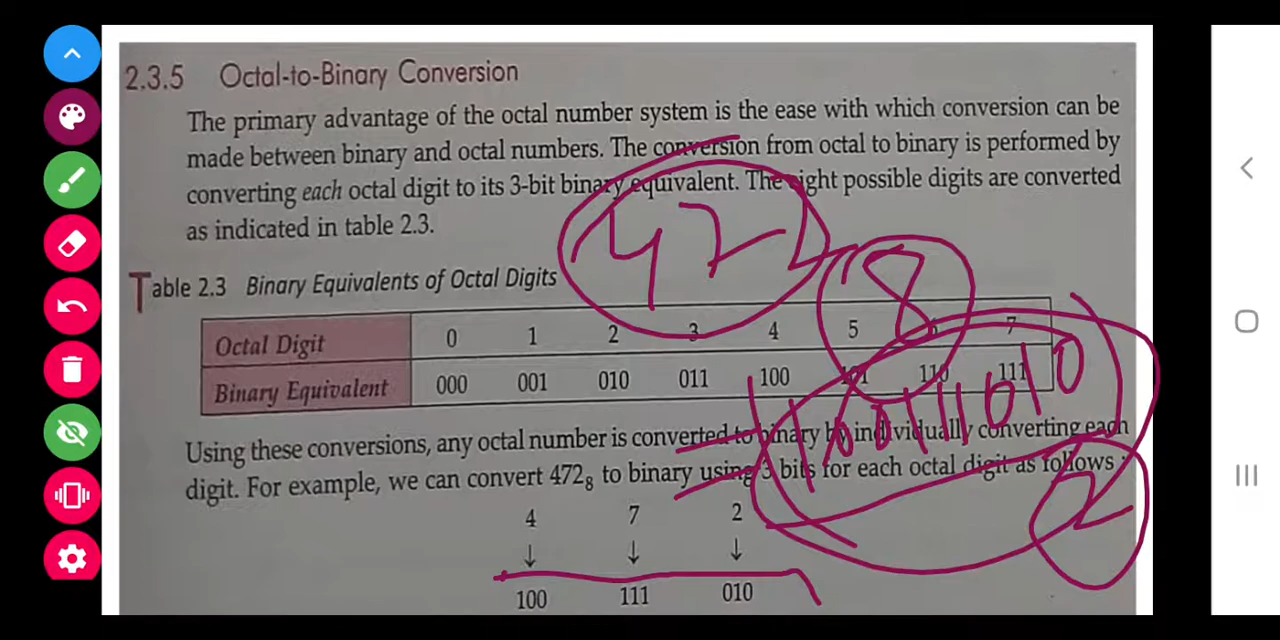 2.3.5 Octal-to-Binary Conversion
The primary advantage of the octal number system is the ease with which conversion can be
made between binary and octal numbers. The conversion from octal to binary is performed by
converting each octal digit to its 3-bit binary equivalent. The eight possible digits are converted
as indicated in table 2.3.
472 8
Table 2.3 Binary Equivalents of Octal Digits
Octal Digit 0 1 2 3 4 5 6 7
Binary Equivalent 000 001 010 011 100 101 110 111
Using these conversions, any octal number is converted to binary by individually converting each
digit. For example, we can convert 472₈ to binary using 3 bits for each octal digit as follows :
2
4 7 2
↓ ↓ ↓
100 111 010